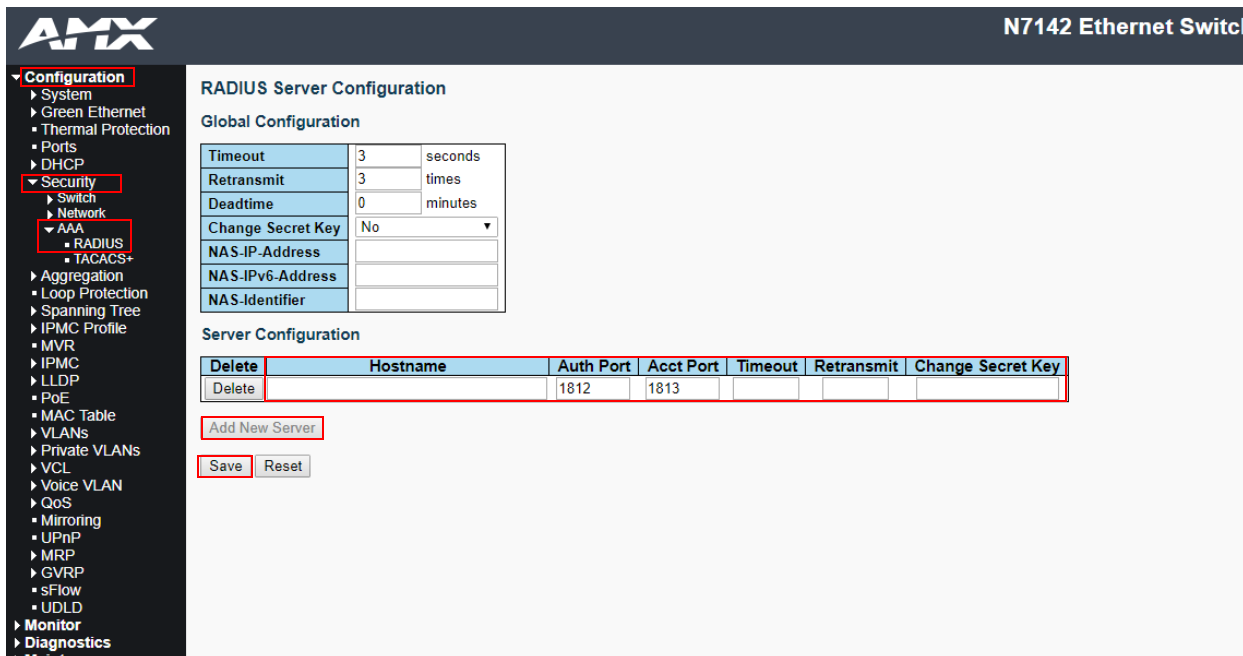 AMX
N7142 Ethernet Switch
Configuration
System
Green Ethernet
Thermal Protection
Ports
DHCP
Security
Switch
Network
AAA
RADIUS
TACACS+
Aggregation
Loop Protection
Spanning Tree
IPMC Profile
MVR
IPMC
LLDP
PoE
MAC Table
VLANs
Private VLANs
VCL
Voice VLAN
QoS
Mirroring
UPnP
MRP
GVRP
sFlow
UDLD
Monitor
Diagnostics
RADIUS Server Configuration
Global Configuration
Timeout 3 seconds
Retransmit 3 times
Deadtime 0 minutes
Change Secret Key No
NAS-IP-Address
NAS-IPv6-Address
NAS-Identifier
Server Configuration
Delete Hostname Auth Port Acct Port Timeout Retransmit Change Secret Key
Delete 1812 1813
Add New Server
Save Reset